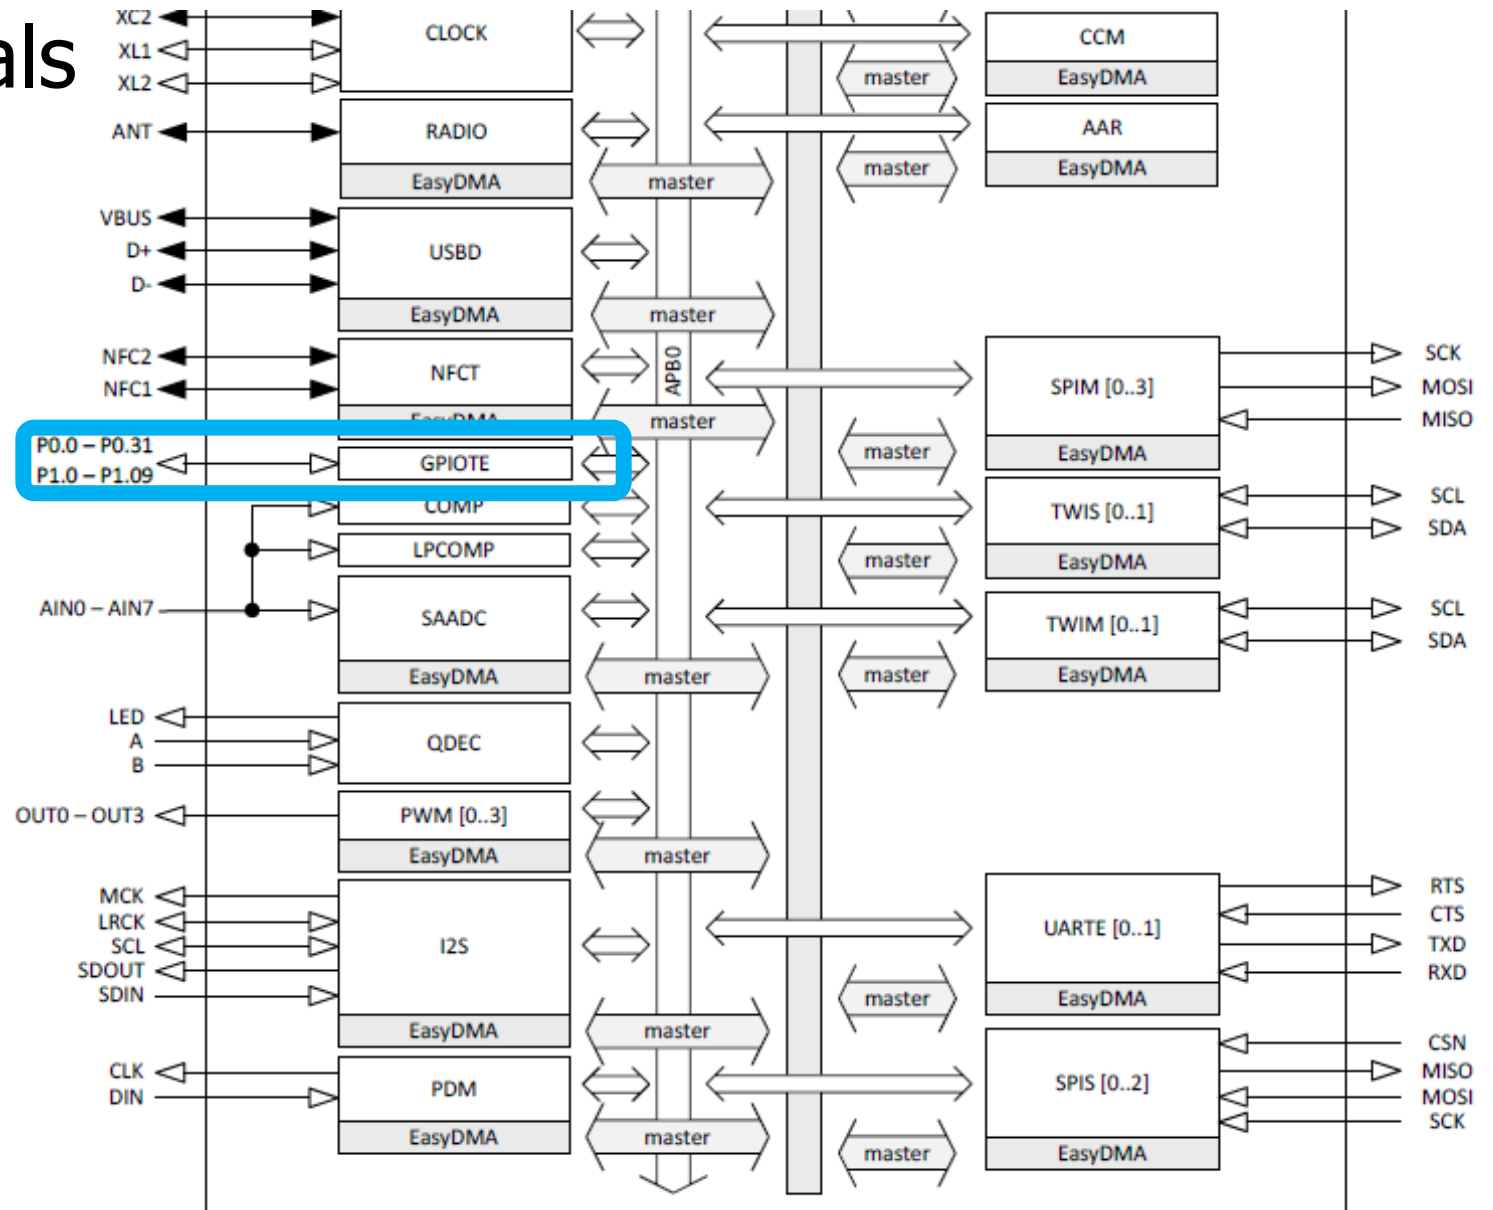 als
XC2
XL1
XL2
CLOCK
CCM
master
EasyDMA
ANT
RADIO
AAR
EasyDMA
master
master
EasyDMA
VBUS
D+
D-
USBD
EasyDMA
master
NFC2
NFC1
NFCT
APB0
EasyDMA
master
SPIM [0..3]
SCK
MOSI
MISO
master
EasyDMA
P0.0 – P0.31
P1.0 – P1.09
GPIOTE
COMP
LPCOMP
TWIS [0..1]
SCL
SDA
master
EasyDMA
AIN0 – AIN7
SAADC
EasyDMA
master
TWIM [0..1]
SCL
SDA
master
EasyDMA
LED
A
B
QDEC
OUT0 – OUT3
PWM [0..3]
EasyDMA
master
MCK
LRCK
SCL
SDOUT
SDIN
I2S
EasyDMA
master
UARTE [0..1]
RTS
CTS
TXD
RXD
master
EasyDMA
CLK
DIN
PDM
EasyDMA
master
SPIS [0..2]
CSN
MISO
MOSI
SCK
master
EasyDMA